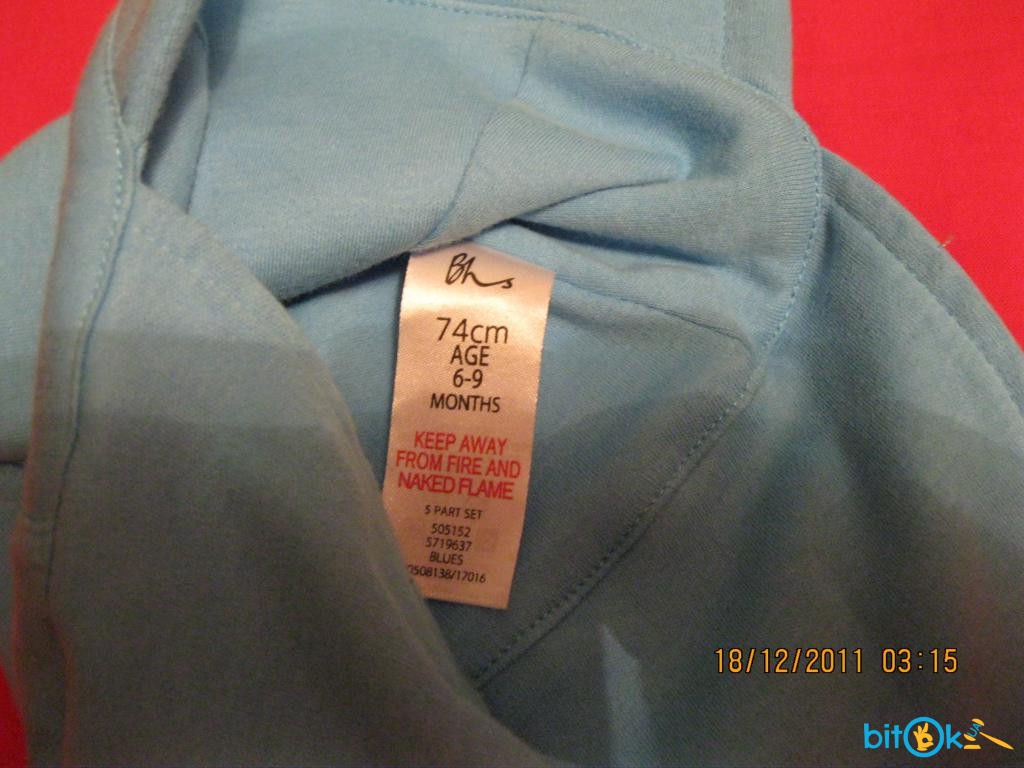 Bhs
74cm
AGE
6-9
MONTHS
KEEP AWAY
FROM FIRE AND
NAKED FLAME
5 PART SET
505152
5719637
BLUES
0508138/17016
18/12/2011 03:15
bitOk UA